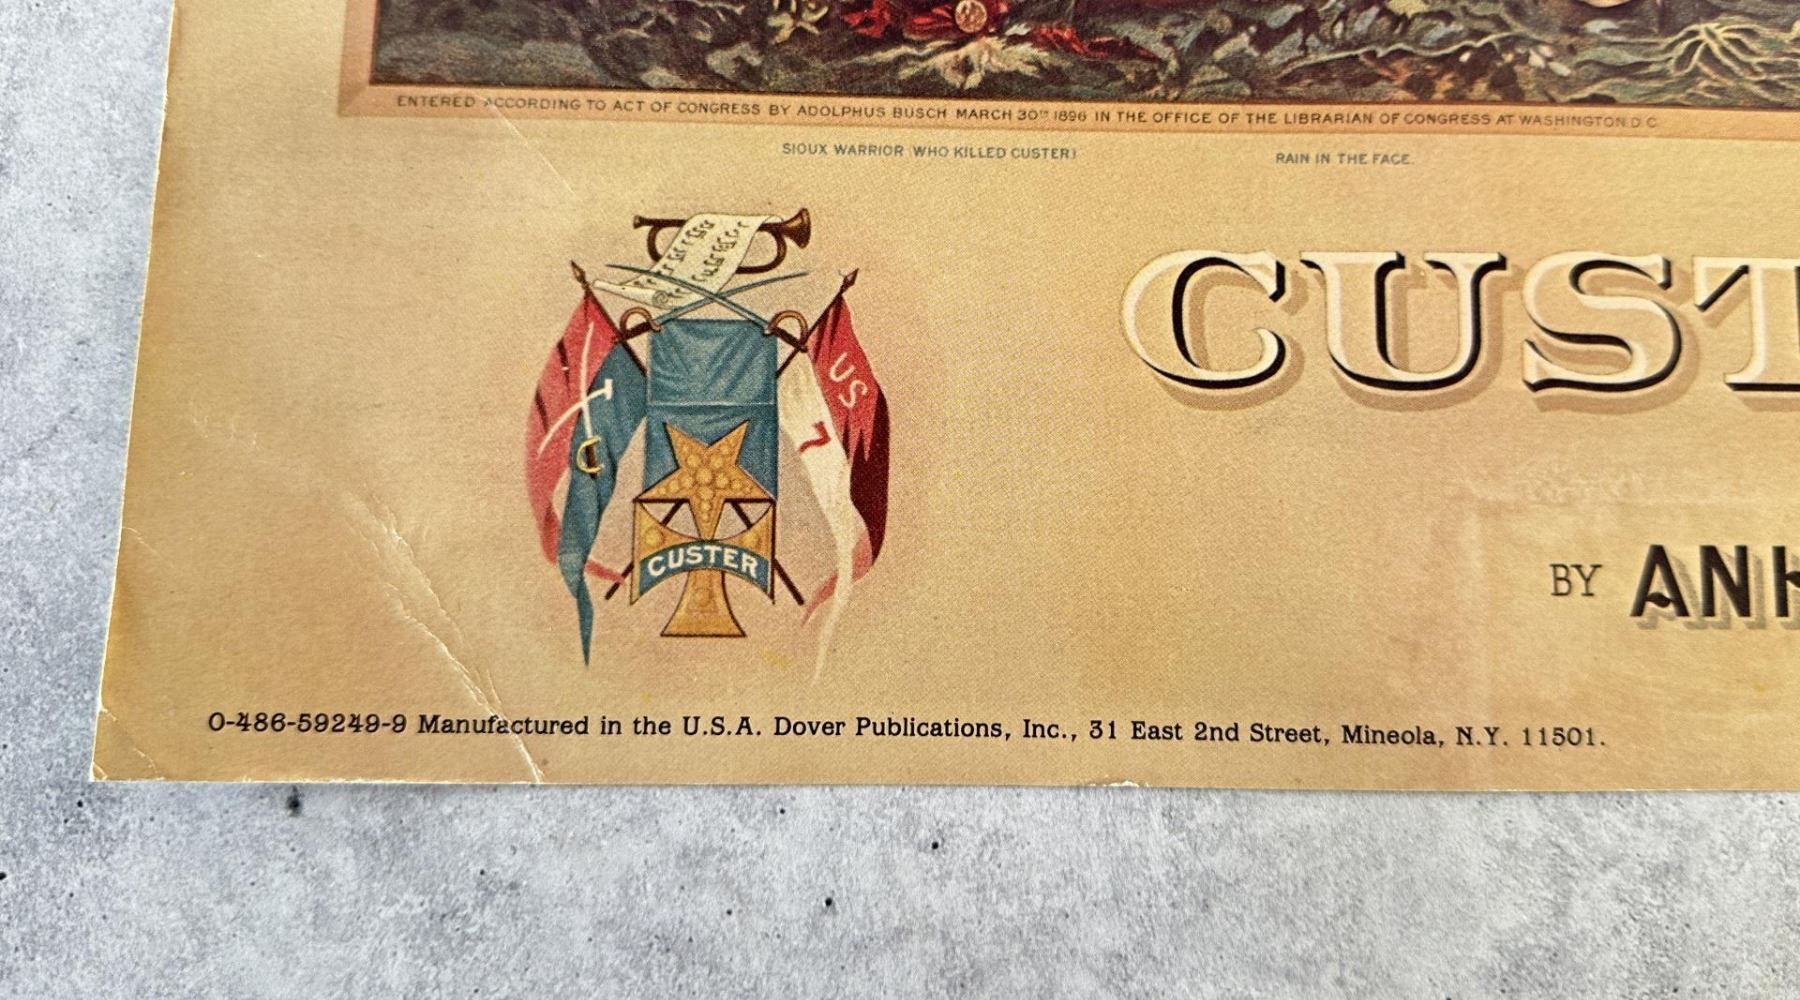 ENTERED ACCORDING TO ACT OF CONGRESS BY ADOLPHUS BUSCH MARCH 30TH 1896 IN THE OFFICE OF THE LIBRARIAN OF CONGRESS AT WASHINGTON D C
SIOUX WARRIOR (WHO KILLED CUSTER)
RAIN IN THE FACE.
CUST
US
7
CUSTER
BY ANH
0-486-59249-9 Manufactured in the U.S.A. Dover Publications, Inc., 31 East 2nd Street, Mineola, N.Y. 11501.